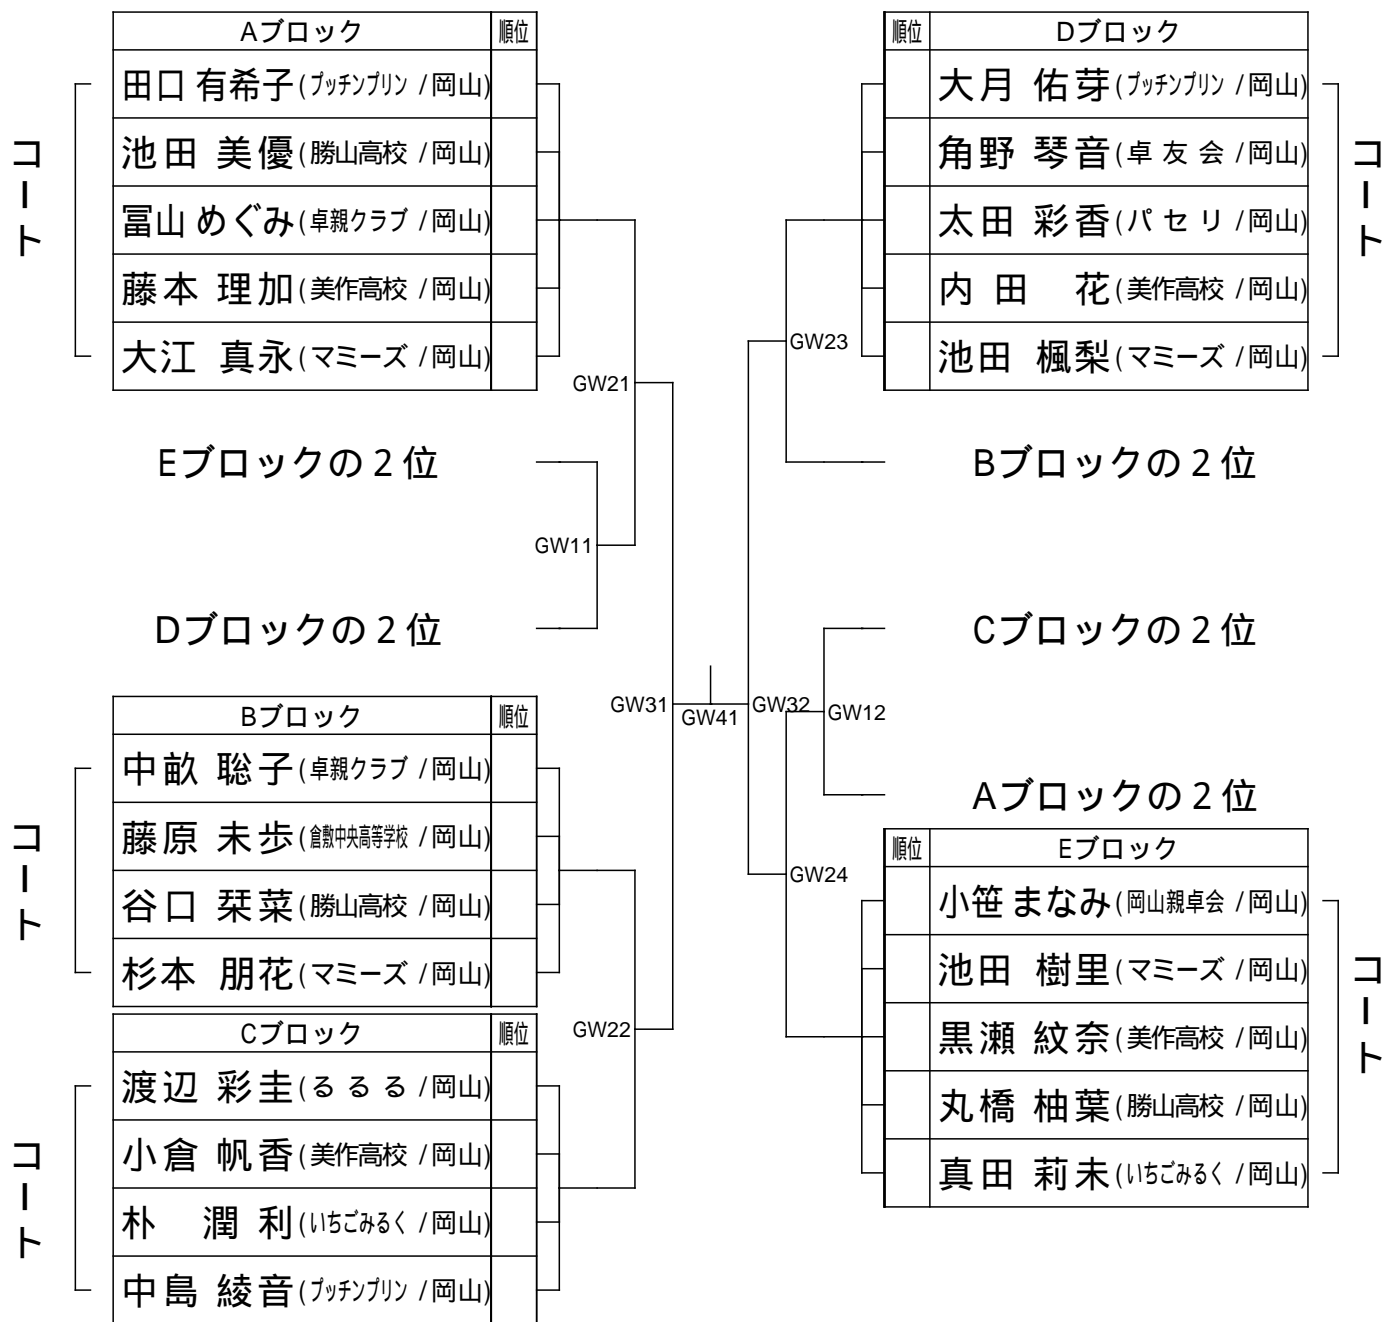 Aブロック 順位
田口 有希子(プッチンプリン /岡山)
池田 美優(勝山高校 /岡山)
冨山 めぐみ(卓親クラブ /岡山)
藤本 理加(美作高校 /岡山)
大江 真永(マミーズ /岡山)
コート
GW21
Eブロックの2位
GW11
Dブロックの2位
Bブロック 順位
中畝 聡子(卓親クラブ /岡山)
藤原 未歩(倉敷中央高等学校 /岡山)
谷口 栞菜(勝山高校 /岡山)
杉本 朋花(マミーズ /岡山)
コート
Cブロック 順位
渡辺 彩圭(るるる /岡山)
小倉 帆香(美作高校 /岡山)
朴 潤利(いちごみるく /岡山)
中島 綾音(プッチンプリン /岡山)
コート
GW22
GW31
GW41
GW32
順位 Dブロック
大月 佑芽(プッチンプリン /岡山)
角野 琴音(卓友会 /岡山)
太田 彩香(パセリ /岡山)
内田 花(美作高校 /岡山)
池田 楓梨(マミーズ /岡山)
コート
GW23
Bブロックの2位
Cブロックの2位
GW12
Aブロックの2位
GW24
順位 Eブロック
小笹 まなみ(岡山親卓会 /岡山)
池田 樹里(マミーズ /岡山)
黒瀬 紋奈(美作高校 /岡山)
丸橋 柚葉(勝山高校 /岡山)
真田 莉未(いちごみるく /岡山)
コート